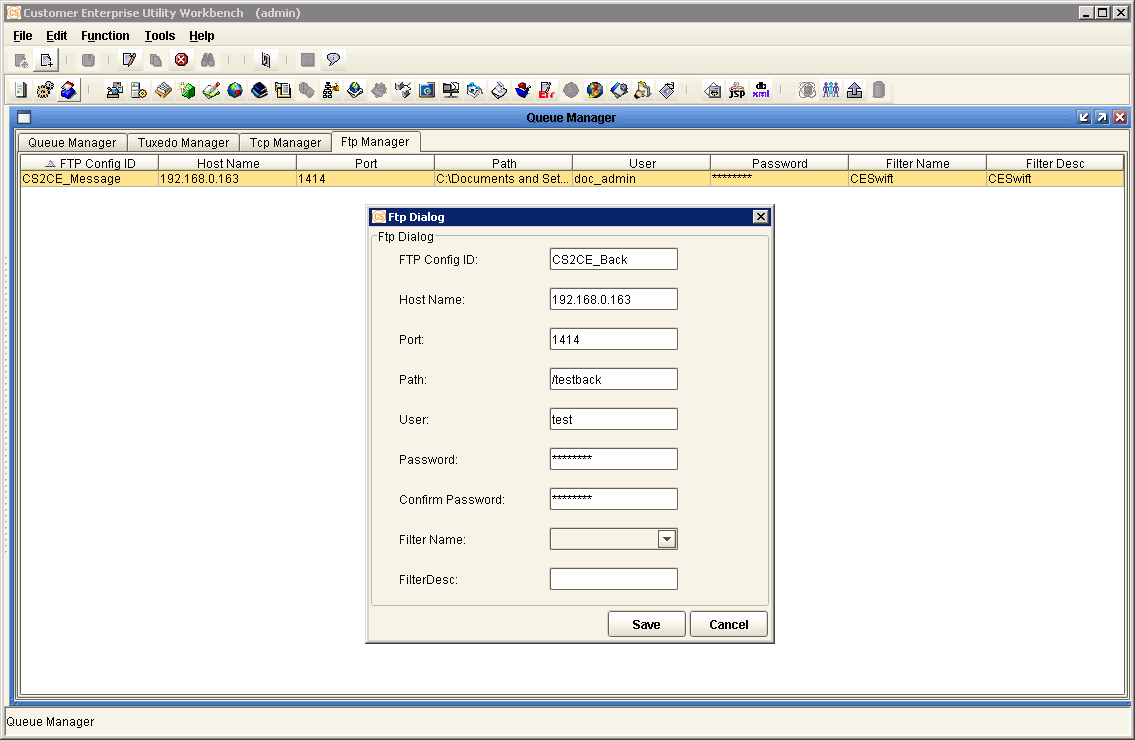 CS Customer Enterprise Utility Workbench (admin)
File Edit Function Tools Help
jsp db xml
Queue Manager
Queue Manager Tuxedo Manager Tcp Manager Ftp Manager
FTP Config ID Host Name Port Path User Password Filter Name Filter Desc
CS2CE_Message 192.168.0.163 1414 C:\Documents and Set... doc_admin ******** CESwift CESwift
CS Ftp Dialog
Ftp Dialog
FTP Config ID: CS2CE_Back
Host Name: 192.168.0.163
Port: 1414
Path: /testback
User: test
Password: ********
Confirm Password: ********
Filter Name:
FilterDesc:
Save Cancel
Queue Manager